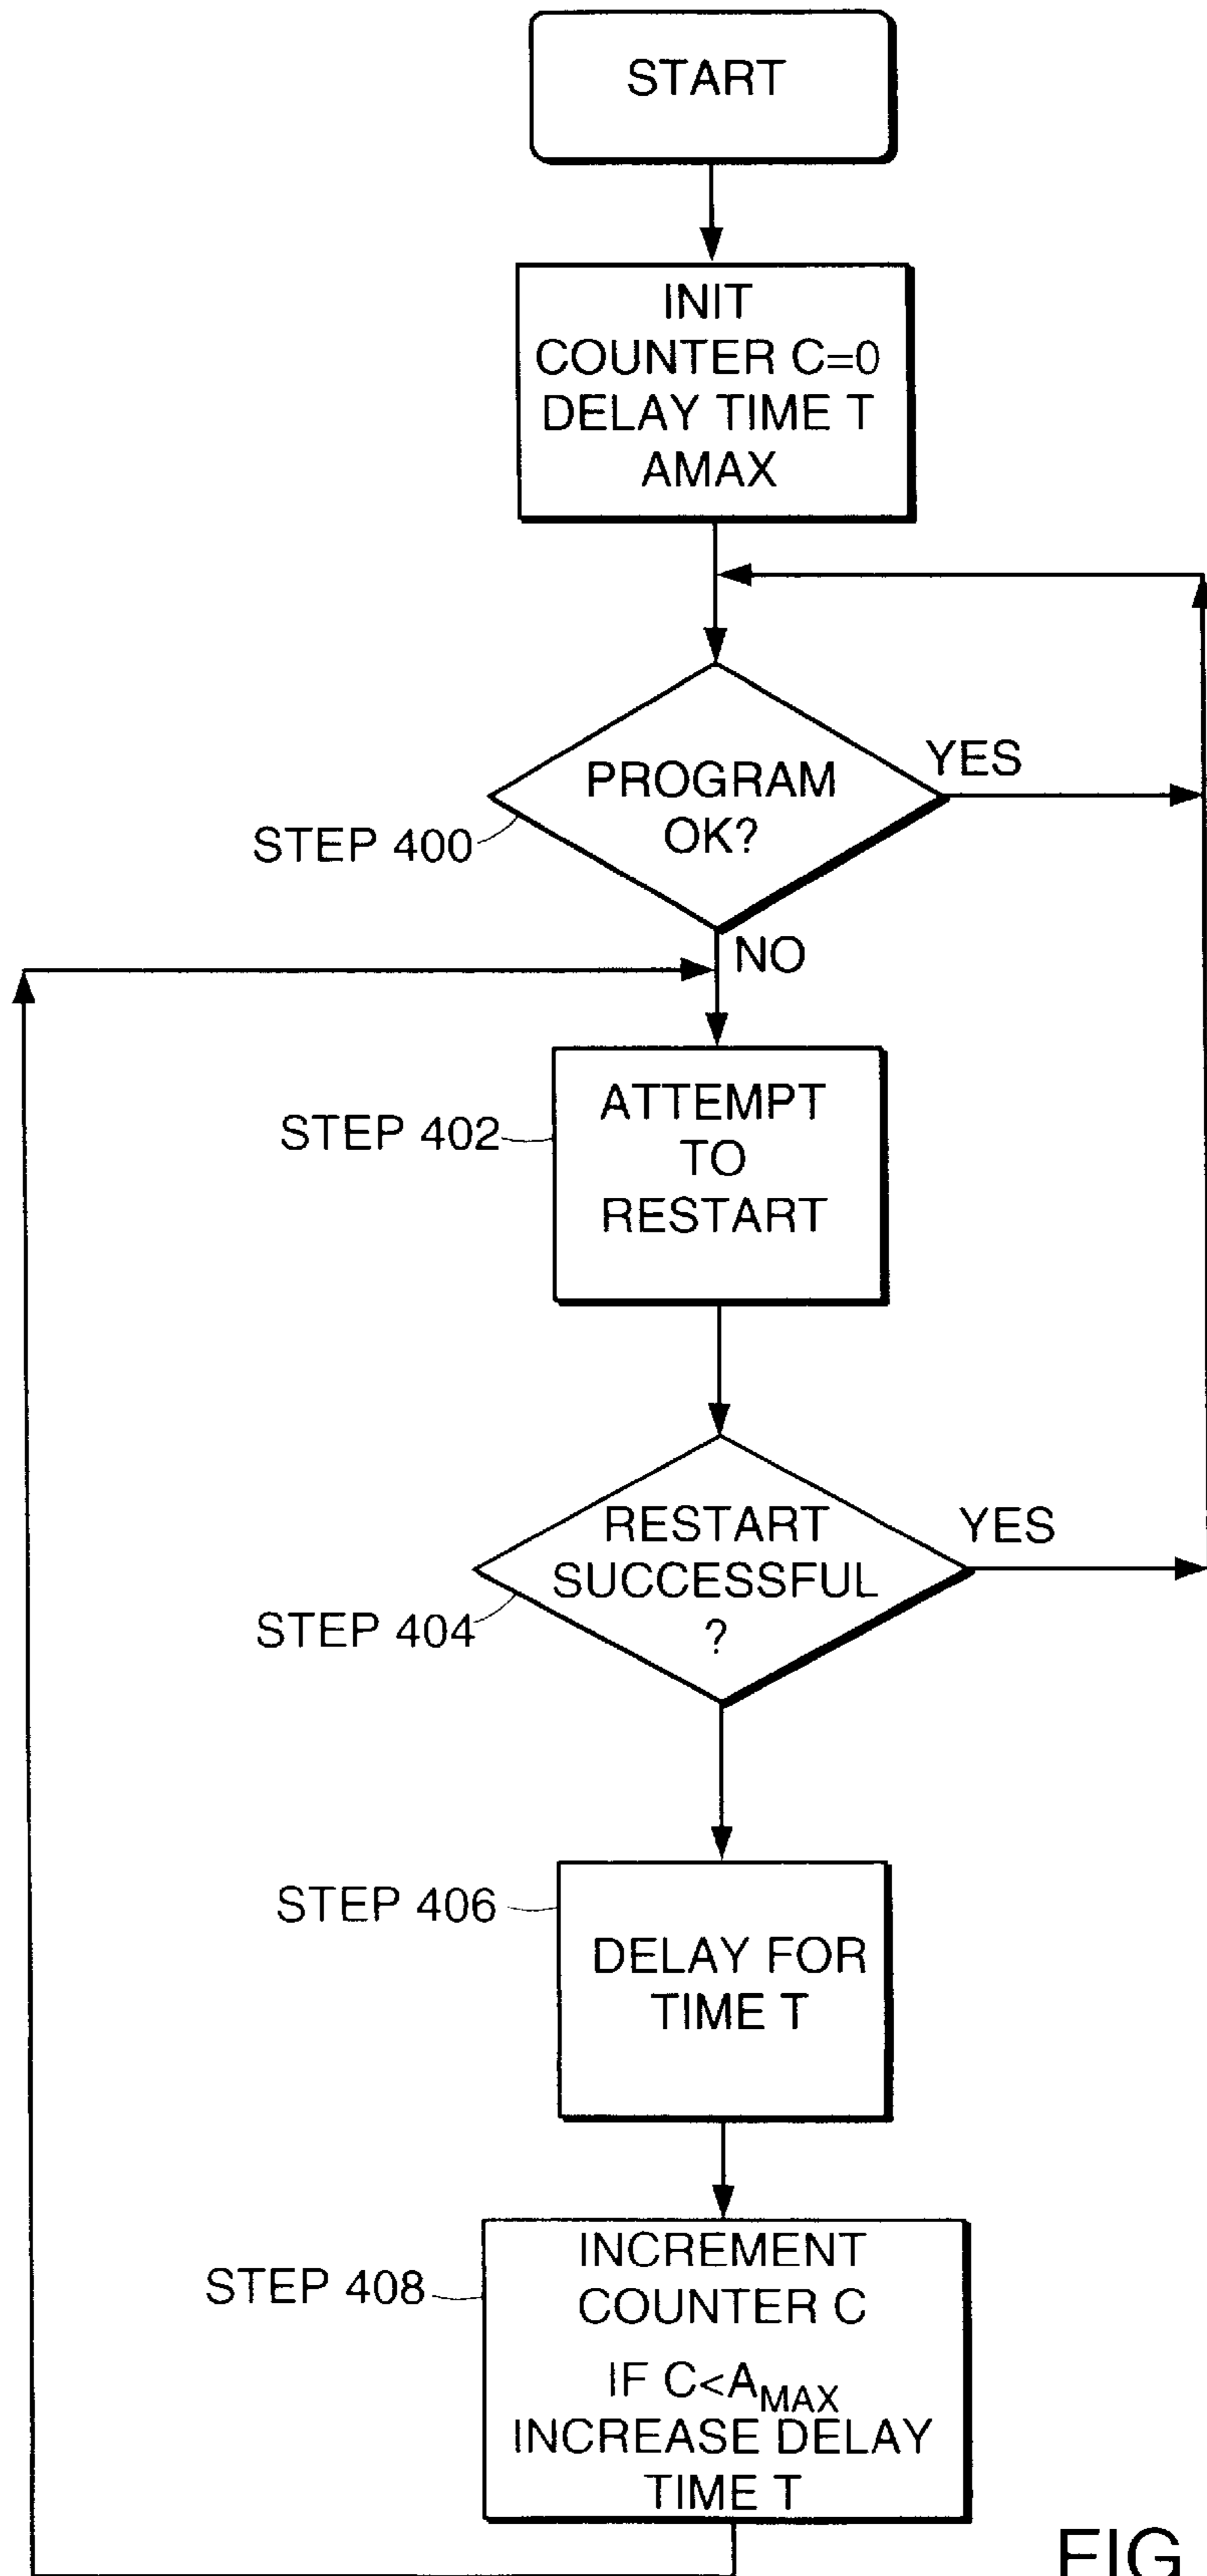 START
INIT
COUNTER C=0
DELAY TIME T
AMAX
PROGRAM
OK?
YES
STEP 400
NO
ATTEMPT
TO
RESTART
STEP 402
RESTART
SUCCESSFUL
?
YES
STEP 404
STEP 406
DELAY FOR
TIME T
STEP 408
INCREMENT
COUNTER C
IF C<AMAX
INCREASE DELAY
TIME T
FIG